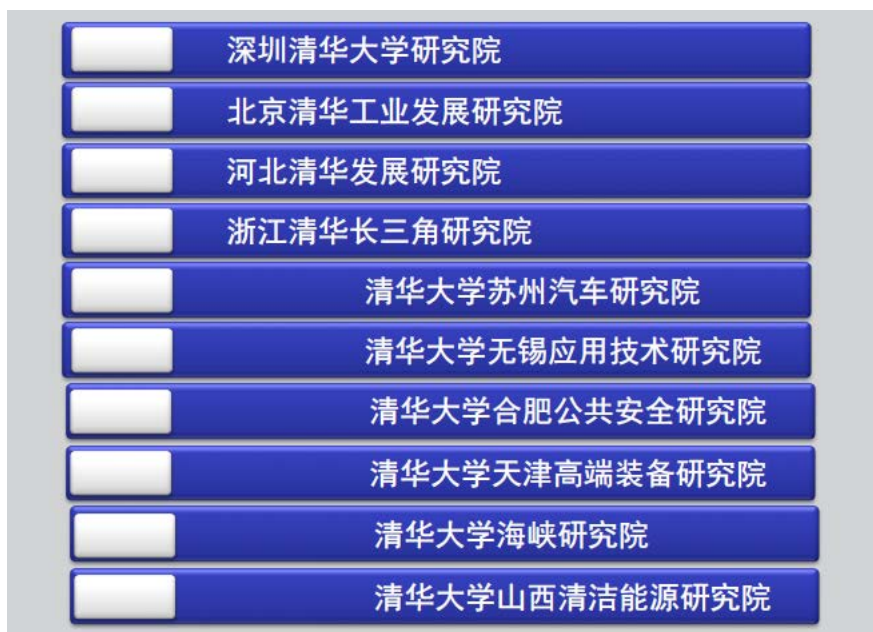 深圳清华大学研究院
北京清华工业发展研究院
河北清华发展研究院
浙江清华长三角研究院
清华大学苏州汽车研究院
清华大学无锡应用技术研究院
清华大学合肥公共安全研究院
清华大学天津高端装备研究院
清华大学海峡研究院
清华大学山西清洁能源研究院